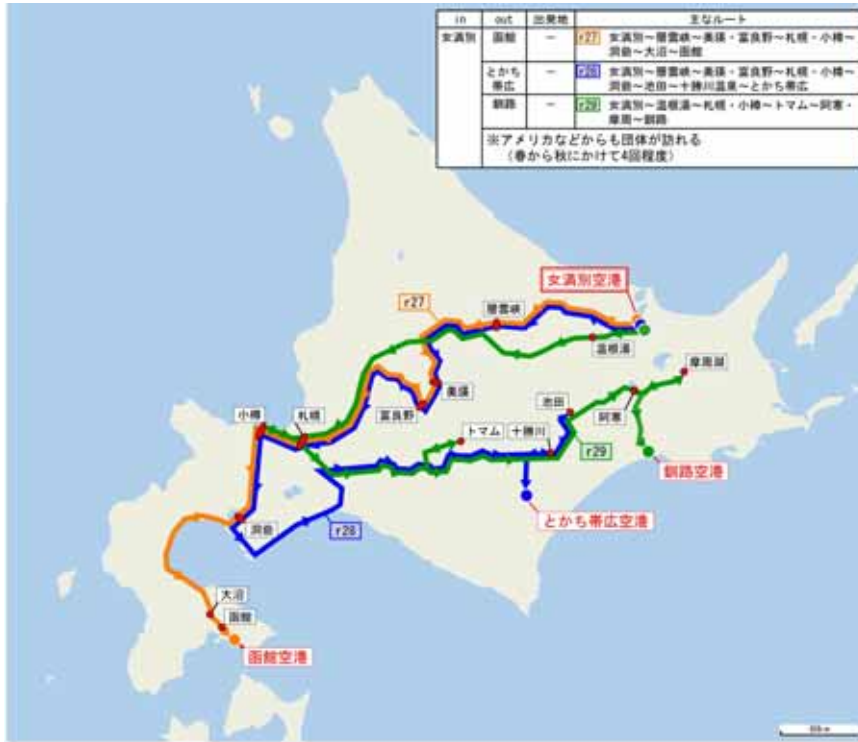 in out 出発地 主なルート
女満別 函館 － r27 女満別～層雲峡～美瑛・富良野～札幌・小樽～
洞爺～大沼～函館
とかち
帯広 － r28 女満別～層雲峡～美瑛・富良野～札幌・小樽～
洞爺～池田～十勝川温泉～とかち帯広
釧路 － r29 女満別～温根湯～札幌・小樽～トマム～阿寒・
摩周～釧路
※アメリカなどからも団体が訪れる
（春から秋にかけて4回程度）
女満別空港
r27
層雲峡
温根湯
摩周湖
美瑛
富良野
池田
阿寒
小樽
札幌
トマム
十勝川
r29
釧路空港
とかち帯広空港
洞爺
r28
大沼
函館
函館空港